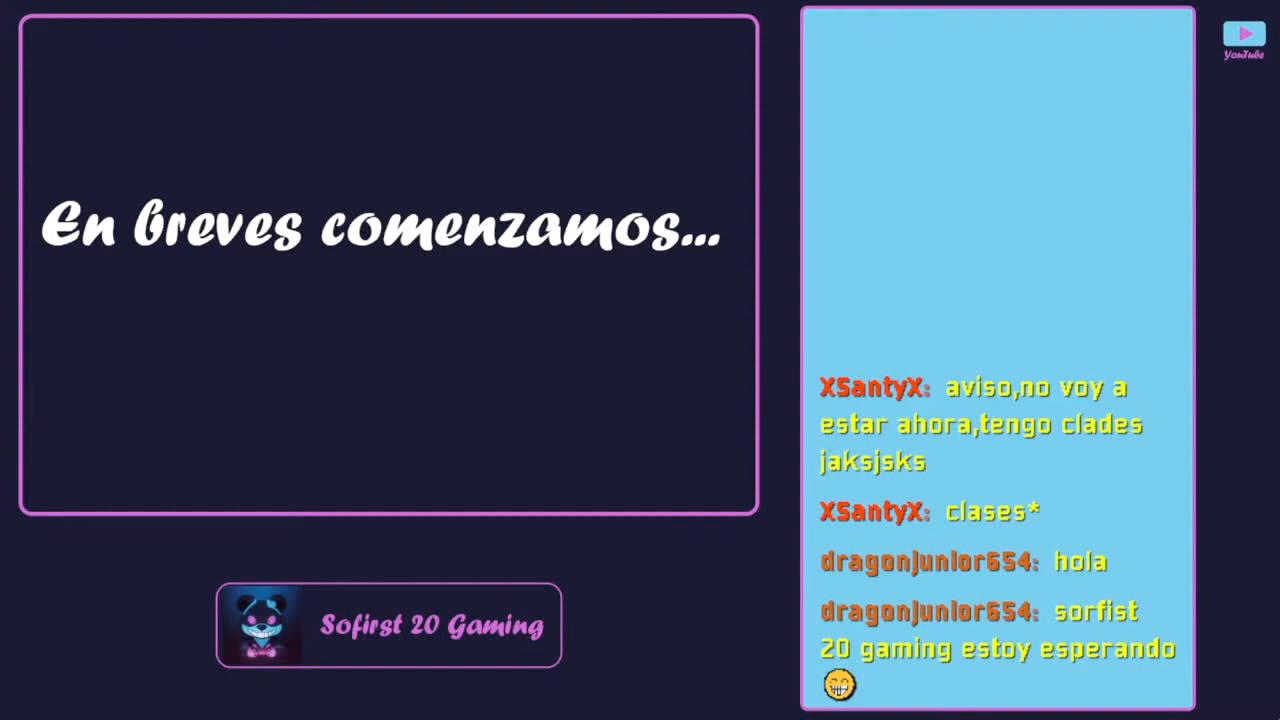 En breves comenzamos...
Sofirst 20 Gaming
XSantyX: aviso,no voy a
estar ahora,tengo clades
jaksjsks
XSantyX: clases*
dragonJunior654: hola
dragonJunior654: sorfist
20 gaming estoy esperando
YouTube